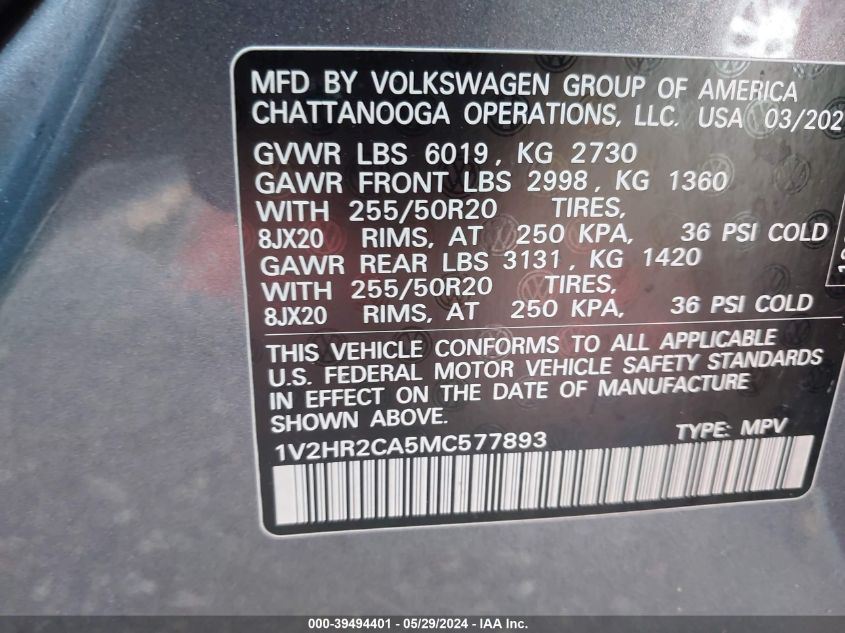 MFD BY VOLKSWAGEN GROUP OF AMERICA
CHATTANOOGA OPERATIONS, LLC. USA 03/202
GVWR LBS 6019, KG 2730
GAWR FRONT LBS 2998, KG 1360
WITH 255/50R20 TIRES,
8JX20 RIMS, AT 250 KPA, 36 PSI COLD
GAWR REAR LBS 3131, KG 1420
WITH 255/50R20 TIRES,
8JX20 RIMS, AT 250 KPA, 36 PSI COLD
THIS VEHICLE CONFORMS TO ALL APPLICABLE
U.S. FEDERAL MOTOR VEHICLE SAFETY STANDARDS
IN EFFECT ON THE DATE OF MANUFACTURE
SHOWN ABOVE.
1V2HR2CA5MC577893 TYPE: MPV
000-39494401 - 05/29/2024 - IAA Inc.